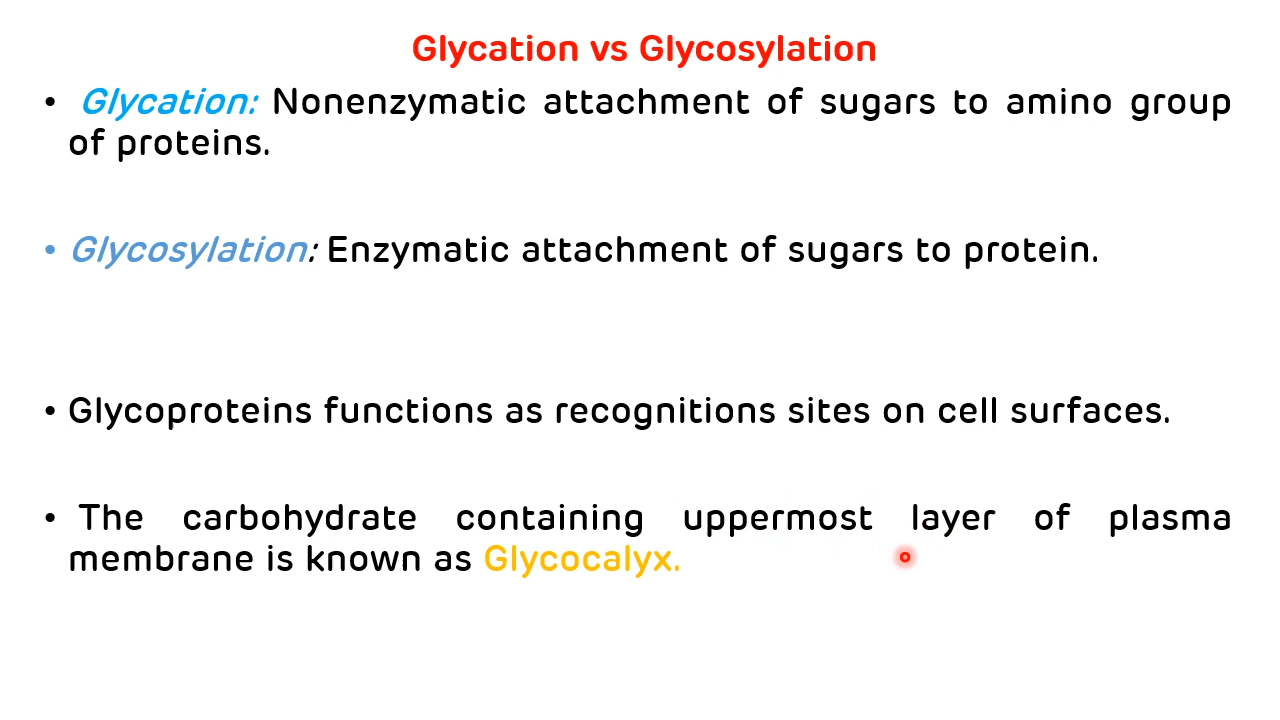 Glycation vs Glycosylation
• Glycation: Nonenzymatic attachment of sugars to amino group
of proteins.
• Glycosylation: Enzymatic attachment of sugars to protein.
• Glycoproteins functions as recognitions sites on cell surfaces.
• The carbohydrate containing uppermost layer of plasma
membrane is known as Glycocalyx.